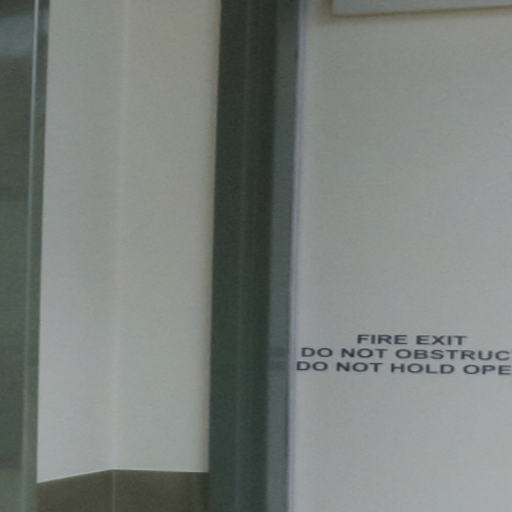 FIRE EXIT
DO NOT OBSTRUC
DO NOT HOLD OPE